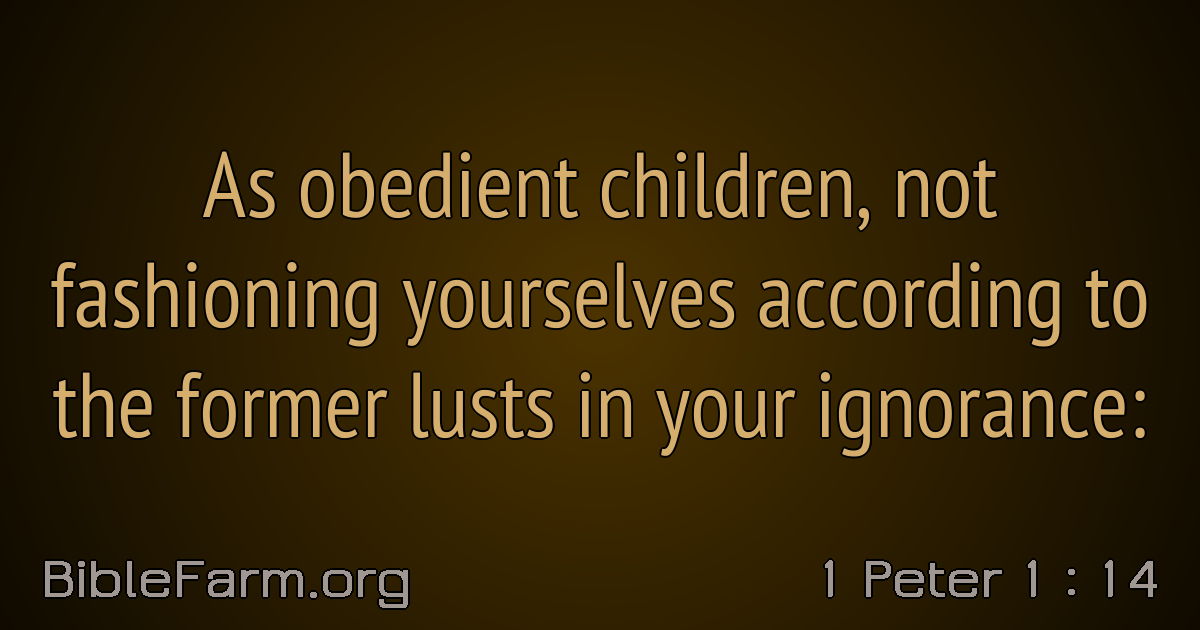 As obedient children, not
fashioning yourselves according to
the former lusts in your ignorance:
BibleFarm.org
1 Peter 1 : 14